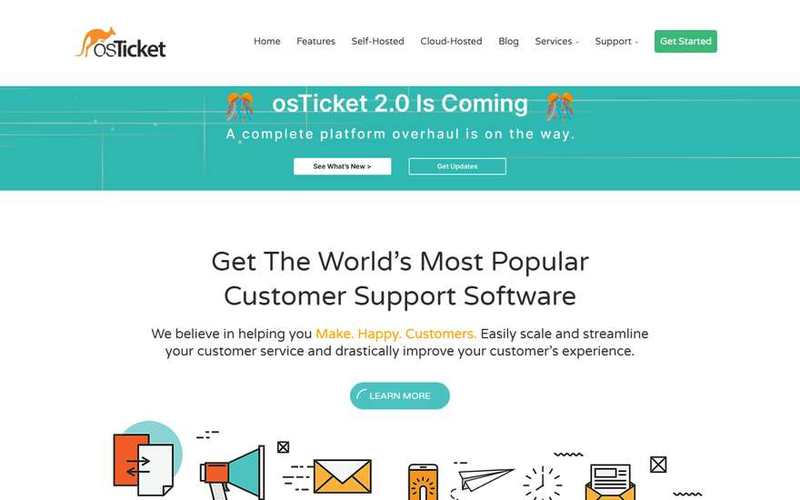 osTicket
Home Features Self-Hosted Cloud-Hosted Blog Services Support Get Started
osTicket 2.0 Is Coming
A complete platform overhaul is on the way.
See What's New > Get Updates
Get The World's Most Popular
Customer Support Software
We believe in helping you Make. Happy. Customers. Easily scale and streamline
your customer service and drastically improve your customer's experience.
LEARN MORE